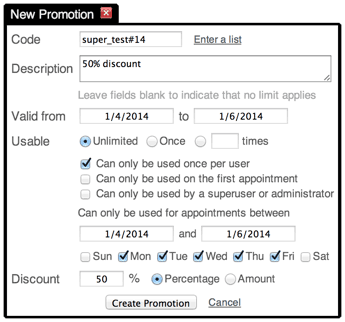 New Promotion
Code super_test#14 Enter a list
Description 50% discount
Leave fields blank to indicate that no limit applies
Valid from 1/4/2014 to 1/6/2014
Usable Unlimited Once times
Can only be used once per user
Can only be used on the first appointment
Can only be used by a superuser or administrator
Can only be used for appointments between
1/4/2014 and 1/6/2014
Sun Mon Tue Wed Thu Fri Sat
Discount 50 % Percentage Amount
Create Promotion Cancel